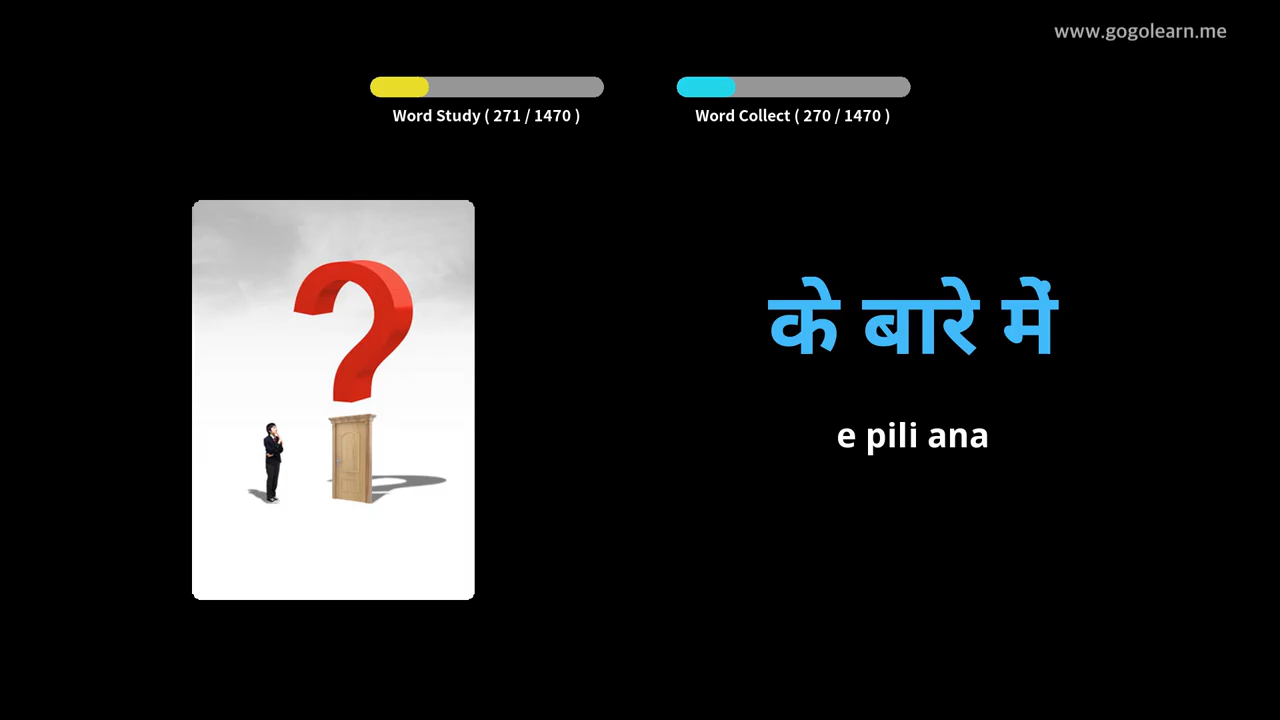 www.gogolearn.me
Word Study ( 271 / 1470 )
Word Collect ( 270 / 1470 )
के बारे में
e pili ana